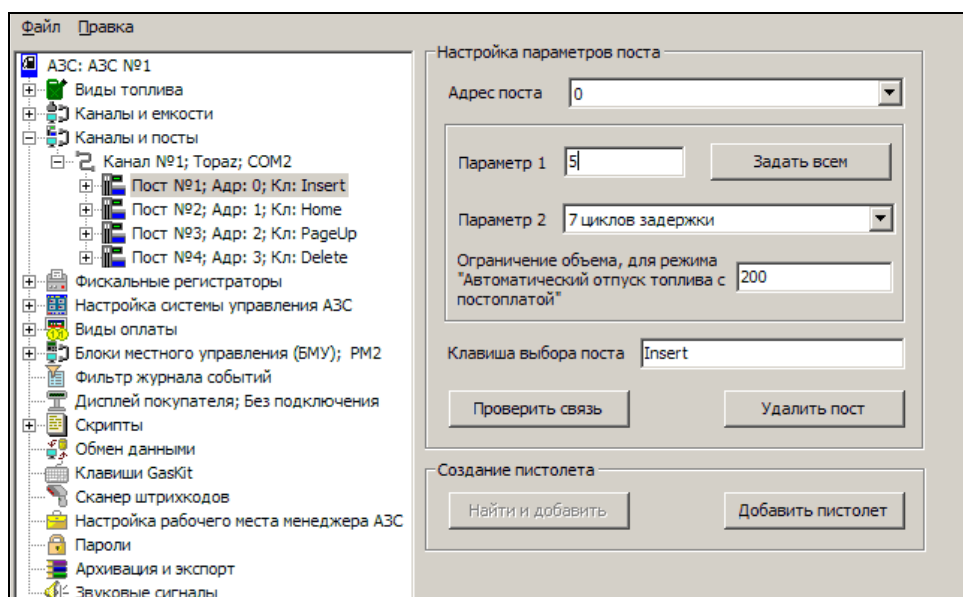 Файл Правка
АЗС: АЗС №1
Виды топлива
Каналы и емкости
Каналы и посты
Канал №1; Topaz; COM2
Пост №1; Адр: 0; Кл: Insert
Пост №2; Адр: 1; Кл: Home
Пост №3; Адр: 2; Кл: PageUp
Пост №4; Адр: 3; Кл: Delete
Фискальные регистраторы
Настройка системы управления АЗС
Виды оплаты
Блоки местного управления (БМУ); РМ2
Фильтр журнала событий
Дисплей покупателя; Без подключения
Скрипты
Обмен данными
Клавиши GasKit
Сканер штрихкодов
Настройка рабочего места менеджера АЗС
Пароли
Архивация и экспорт
Звуковые сигналы
Настройка параметров поста
Адрес поста 0
Параметр 1 5 Задать всем
Параметр 2 7 циклов задержки
Ограничение объема, для режима
"Автоматический отпуск топлива с 200
постоплатой"
Клавиша выбора поста Insert
Проверить связь Удалить пост
Создание пистолета
Найти и добавить Добавить пистолет